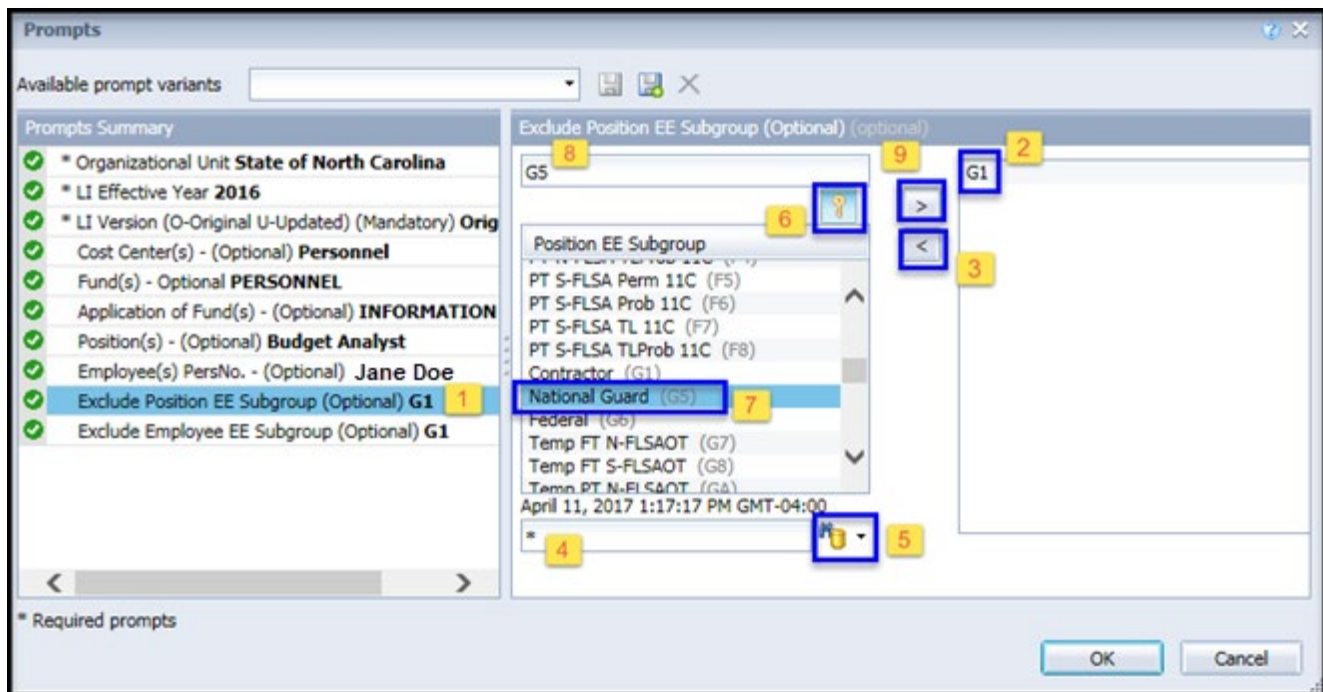 Prompts
Available prompt variants
Prompts Summary
* Organizational Unit State of North Carolina
* LI Effective Year 2016
* LI Version (O-Original U-Updated) (Mandatory) Orig
Cost Center(s) - (Optional) Personnel
Fund(s) - Optional PERSONNEL
Application of Fund(s) - (Optional) INFORMATION
Position(s) - (Optional) Budget Analyst
Employee(s) PersNo. - (Optional) Jane Doe
Exclude Position EE Subgroup (Optional) G1 1
Exclude Employee EE Subgroup (Optional) G1
* Required prompts
Exclude Position EE Subgroup (Optional) (optional)
8
G5
6
Position EE Subgroup
PT S-FLSA Perm 11C (F5)
PT S-FLSA Prob 11C (F6)
PT S-FLSA TL 11C (F7)
PT S-FLSA TLProb 11C (F8)
Contractor (G1)
National Guard (G5) 7
Federal (G6)
Temp FT N-FLSAOT (G7)
Temp FT S-FLSAOT (G8)
Temp PT N-FLSAOT (GA)
April 11, 2017 1:17:17 PM GMT-04:00
* 4
5
9
>
<
3
2
G1
OK
Cancel